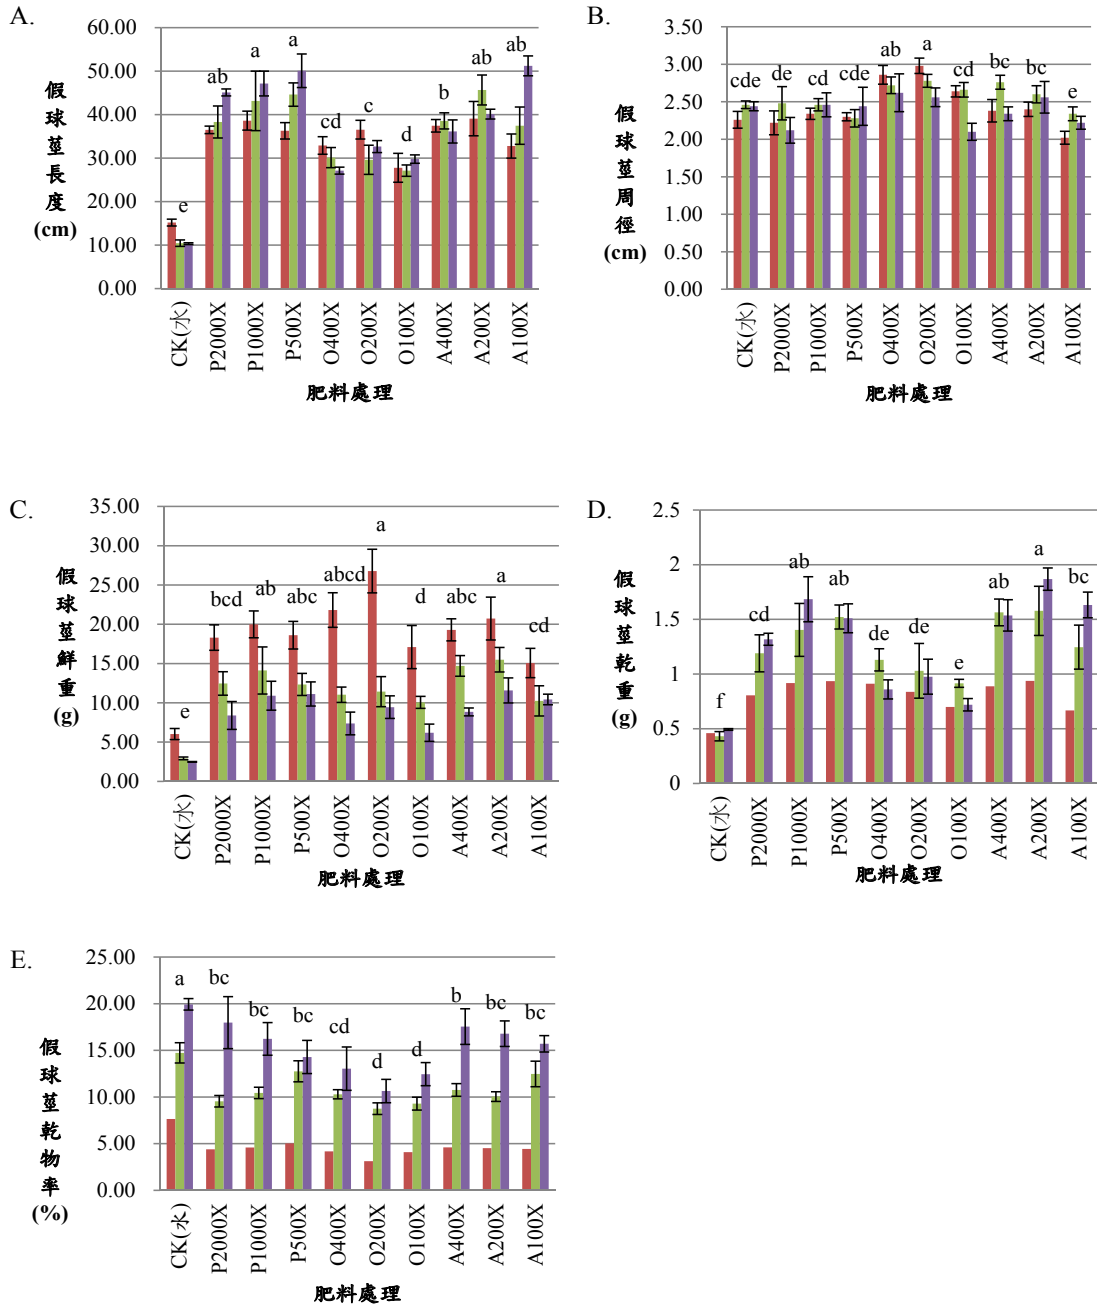 A.
假球莖長度(cm)
60.00
50.00
40.00
30.00
20.00
10.00
0.00
e
ab
a
a
cd
c
d
b
ab
ab
CK(水)
P2000X
P1000X
P500X
O400X
O200X
O100X
A400X
A200X
A100X
肥料處理
B.
假球莖周徑(cm)
3.50
3.00
2.50
2.00
1.50
1.00
0.50
0.00
cde
de
cd
cde
ab
a
cd
bc
bc
e
CK(水)
P2000X
P1000X
P500X
O400X
O200X
O100X
A400X
A200X
A100X
肥料處理
C.
假球莖鮮重(g)
35.00
30.00
25.00
20.00
15.00
10.00
5.00
0.00
e
bcd
ab
abc
abcd
a
d
abc
a
cd
CK(水)
P2000X
P1000X
P500X
O400X
O200X
O100X
A400X
A200X
A100X
肥料處理
D.
假球莖乾重(g)
2.5
2
1.5
1
0.5
0
f
cd
ab
ab
de
de
e
ab
a
bc
CK(水)
P2000X
P1000X
P500X
O400X
O200X
O100X
A400X
A200X
A100X
肥料處理
E.
假球莖乾物率(%)
25.00
20.00
15.00
10.00
5.00
0.00
a
bc
bc
bc
cd
d
d
b
bc
bc
CK(水)
P2000X
P1000X
P500X
O400X
O200X
O100X
A400X
A200X
A100X
肥料處理